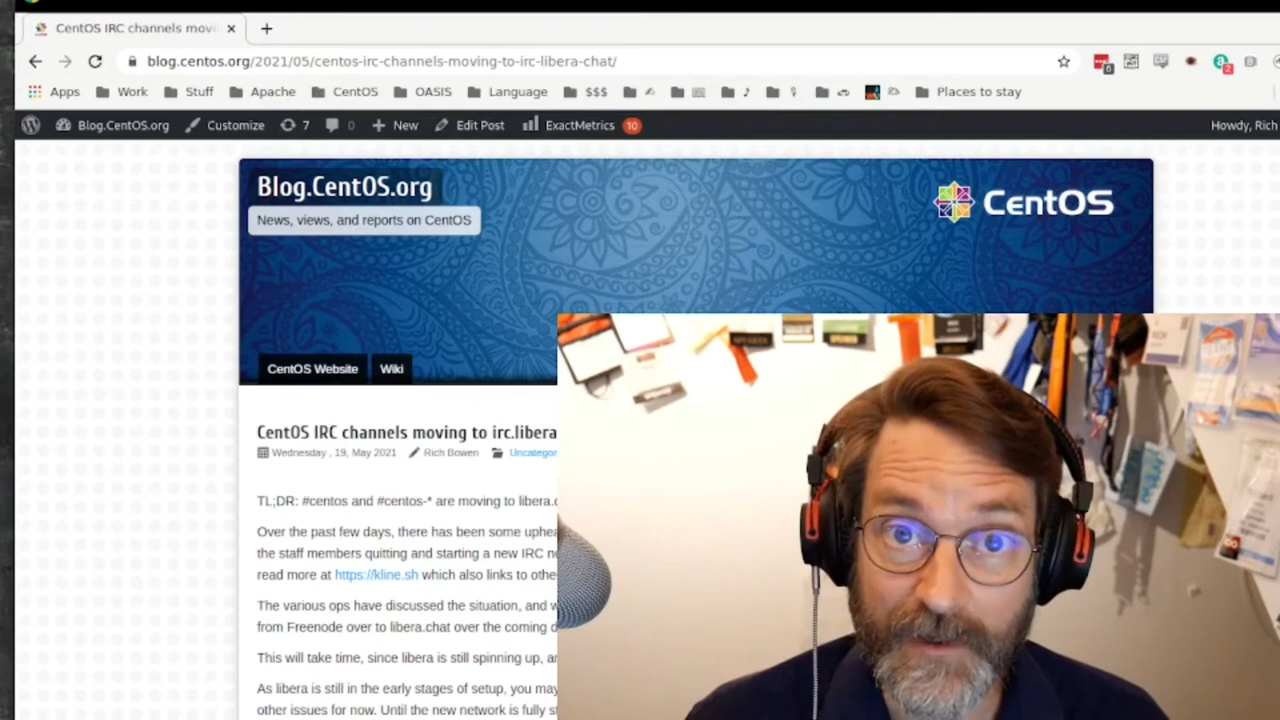 CentOS IRC channels movi
blog.centos.org/2021/05/centos-irc-channels-moving-to-irc-libera-chat/
6
2
Apps Work Stuff Apache CentOS OASIS Language $$$ Places to stay
Blog.CentOS.org Customize 7 0 New Edit Post ExactMetrics 10 Howdy, Rich
Blog.CentOS.org
News, views, and reports on CentOS
CentOS
CentOS Website Wiki
CentOS IRC channels moving to irc.libera
Wednesday , 19, May 2021 Rich Bowen Uncategor
TL;DR: #centos and #centos-* are moving to libera.c
Over the past few days, there has been some uphea
the staff members quitting and starting a new IRC n
read more at https://kline.sh which also links to othe
The various ops have discussed the situation, and w
from Freenode over to libera.chat over the coming d
This will take time, since libera is still spinning up, an
As libera is still in the early stages of setup, you may
other issues for now. Until the new network is fully st
SPEAKER